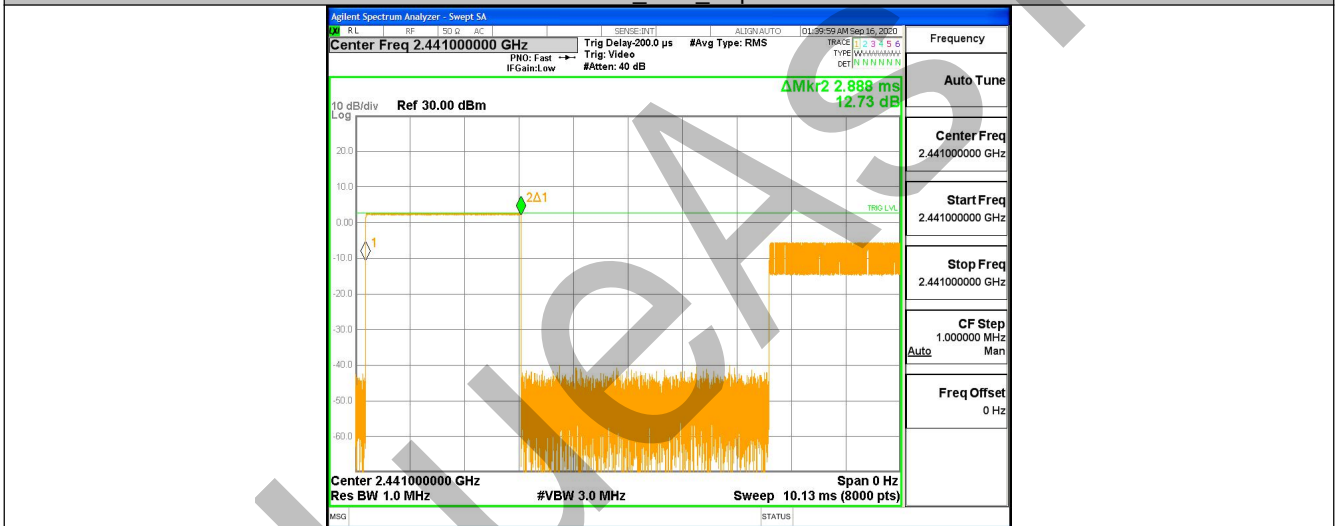 Agilent Spectrum Analyzer - Swept SA
LXI RL RF 50 Ω AC SENSE:INT ALIGN AUTO 01:39:59 AM Sep 16, 2020
Center Freq 2.441000000 GHz
PNO: Fast
IFGain:Low
Trig Delay-200.0 µs
Trig: Video
#Atten: 40 dB
#Avg Type: RMS
TRACE 1 2 3 4 5 6
TYPE
DET N N N N N N
ΔMkr2 2.888 ms
12.73 dB
10 dB/div Ref 30.00 dBm
Log
20.0
10.0
0.00
-10.0
-20.0
-30.0
-40.0
-50.0
-60.0
1
2Δ1
TRIG LVL
Center 2.441000000 GHz Span 0 Hz
Res BW 1.0 MHz #VBW 3.0 MHz Sweep 10.13 ms (8000 pts)
MSG STATUS
Frequency
Auto Tune
Center Freq
2.441000000 GHz
Start Freq
2.441000000 GHz
Stop Freq
2.441000000 GHz
CF Step
1.000000 MHz
Auto Man
Freq Offset
0 Hz